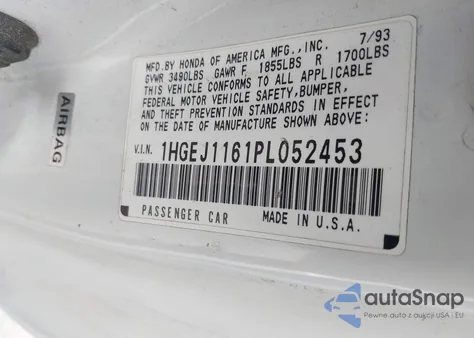 MFD.BY HONDA OF AMERICA MFG.,INC. 7/93
GVWR 3490LBS GAWR F 1855LBS R 1700LBS
THIS VEHICLE CONFORMS TO ALL APPLICABLE
FEDERAL MOTOR VEHICLE SAFETY,BUMPER,
AND THEFT PREVENTION STANDARDS IN EFFECT
ON THE DATE OF MANUFACTURE SHOWN ABOVE.
V.I.N. 1HGEJ1161PL052453
PASSENGER CAR MADE IN U.S.A.
AIRBAG
autoSnap
Pewne auto z aukcji USA i EU